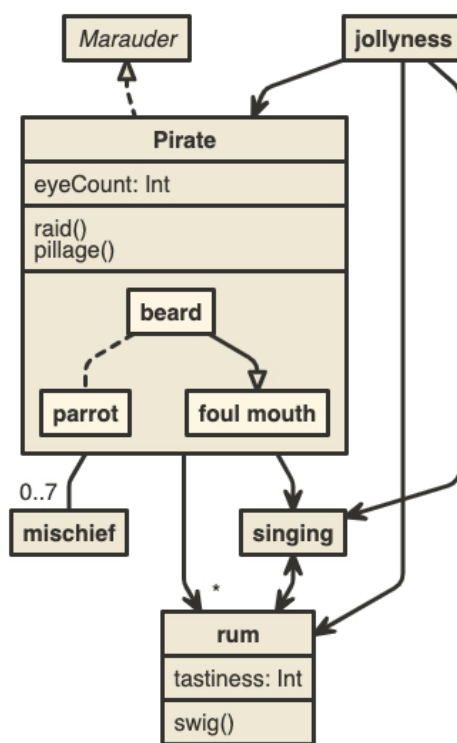 Marauder
jollyness
Pirate
eyeCount: Int
raid()
pillage()
beard
parrot
foul mouth
0..7
mischief
singing
*
rum
tastiness: Int
swig()